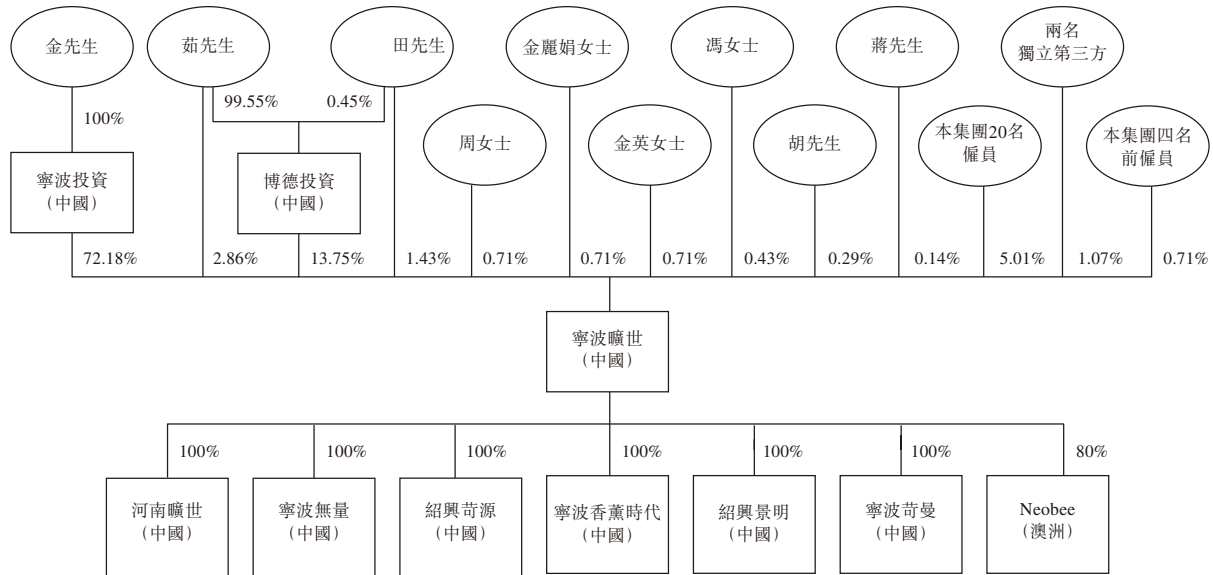 金先生
茹先生
田先生
金麗娟女士
馮女士
蔣先生
兩名
獨立第三方
100%
99.55%
0.45%
周女士
金英女士
胡先生
本集團20名
僱員
本集團四名
前僱員
寧波投資
（中國）
博德投資
（中國）
72.18%
2.86%
13.75%
1.43%
0.71%
0.71%
0.71%
0.43%
0.29%
0.14%
5.01%
1.07%
0.71%
寧波曠世
（中國）
100%
100%
100%
100%
100%
100%
80%
河南曠世
（中國）
寧波無量
（中國）
紹興苛源
（中國）
寧波香薰時代
（中國）
紹興景明
（中國）
寧波苛曼
（中國）
Neobee
（澳洲）